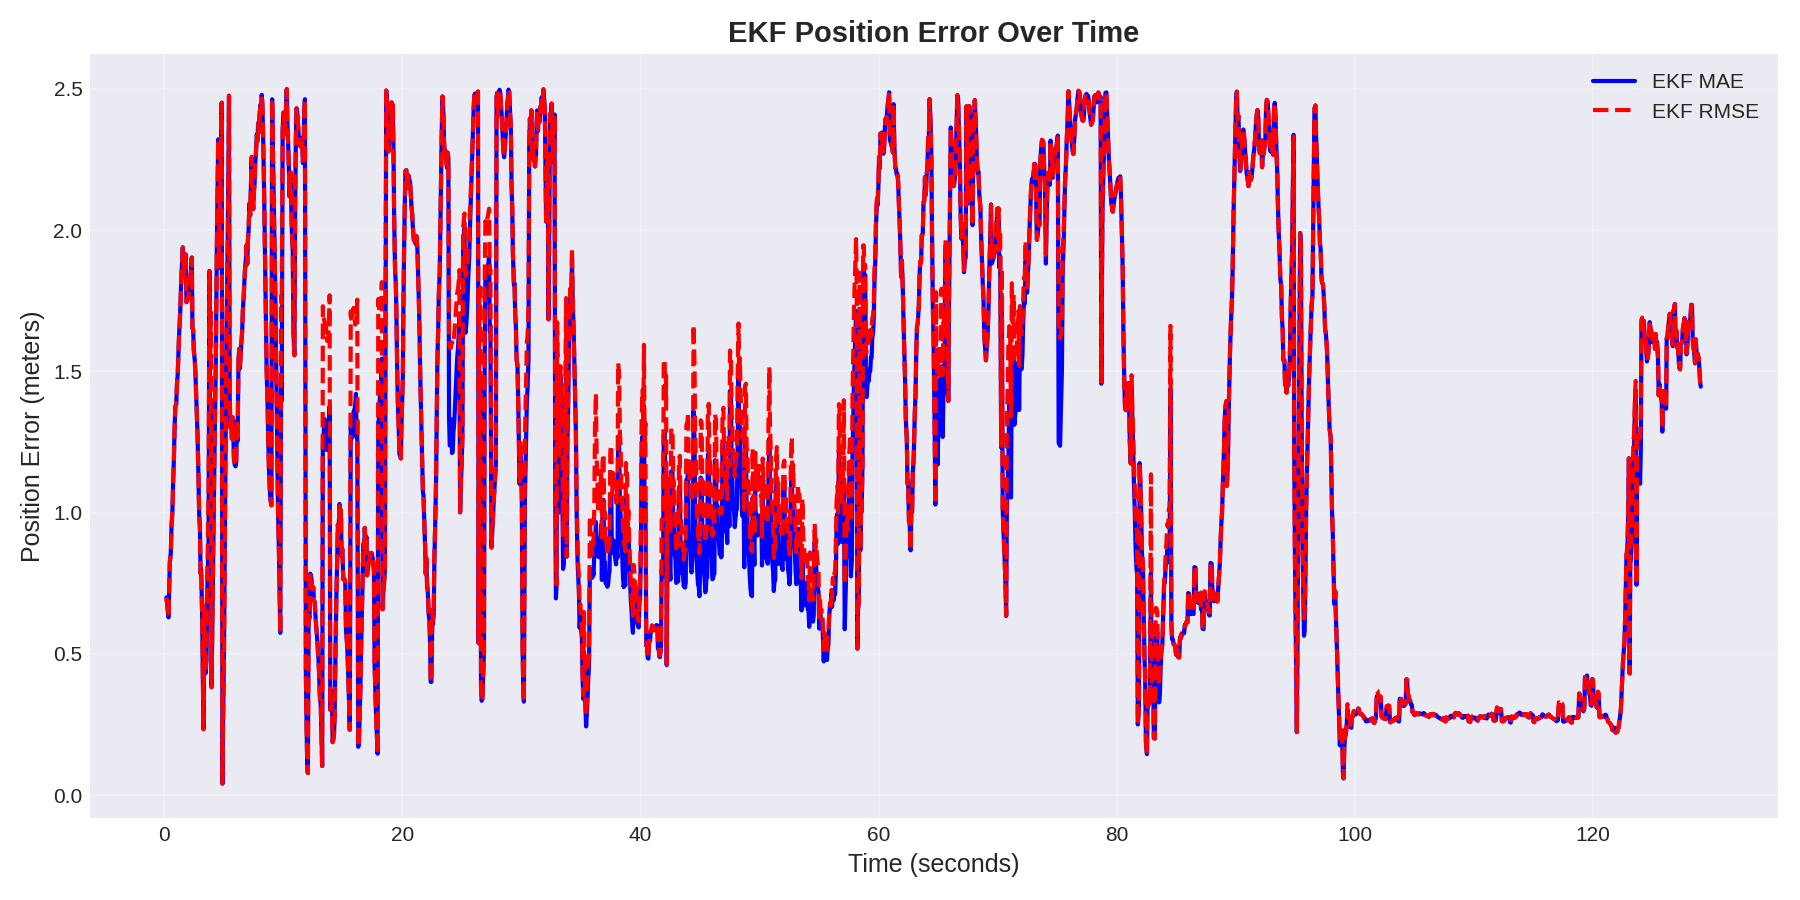 EKF Position Error Over Time
EKF MAE
EKF RMSE
Position Error (meters)
2.5
2.0
1.5
1.0
0.5
0.0
0 20 40 60 80 100 120
Time (seconds)